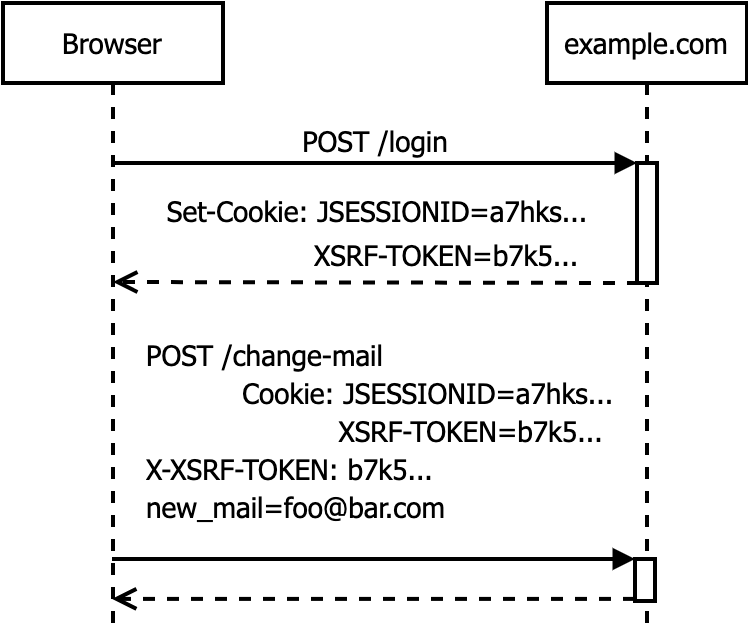 Browser
example.com
POST /login
Set-Cookie: JSESSIONID=a7hks...
XSRF-TOKEN=b7k5...
POST /change-mail
Cookie: JSESSIONID=a7hks...
XSRF-TOKEN=b7k5...
X-XSRF-TOKEN: b7k5...
new_mail=foo@bar.com